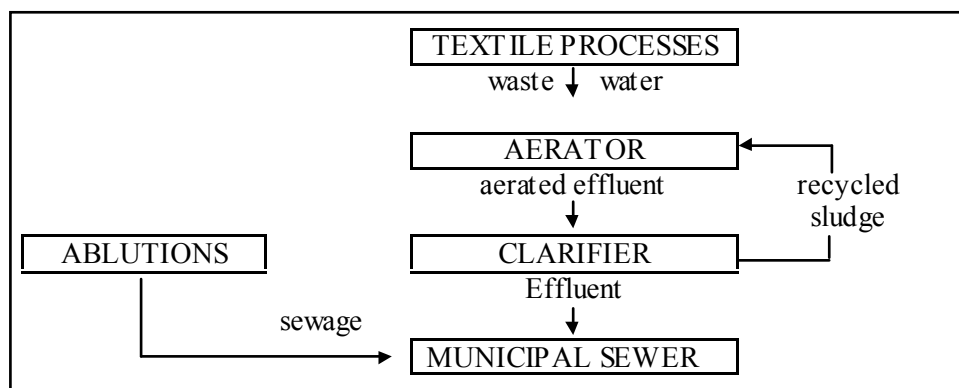 TEXTILE PROCESSES
waste water
AERATOR
aerated effluent
recycled
sludge
ABLUTIONS
CLARIFIER
Effluent
sewage
MUNICIPAL SEWER